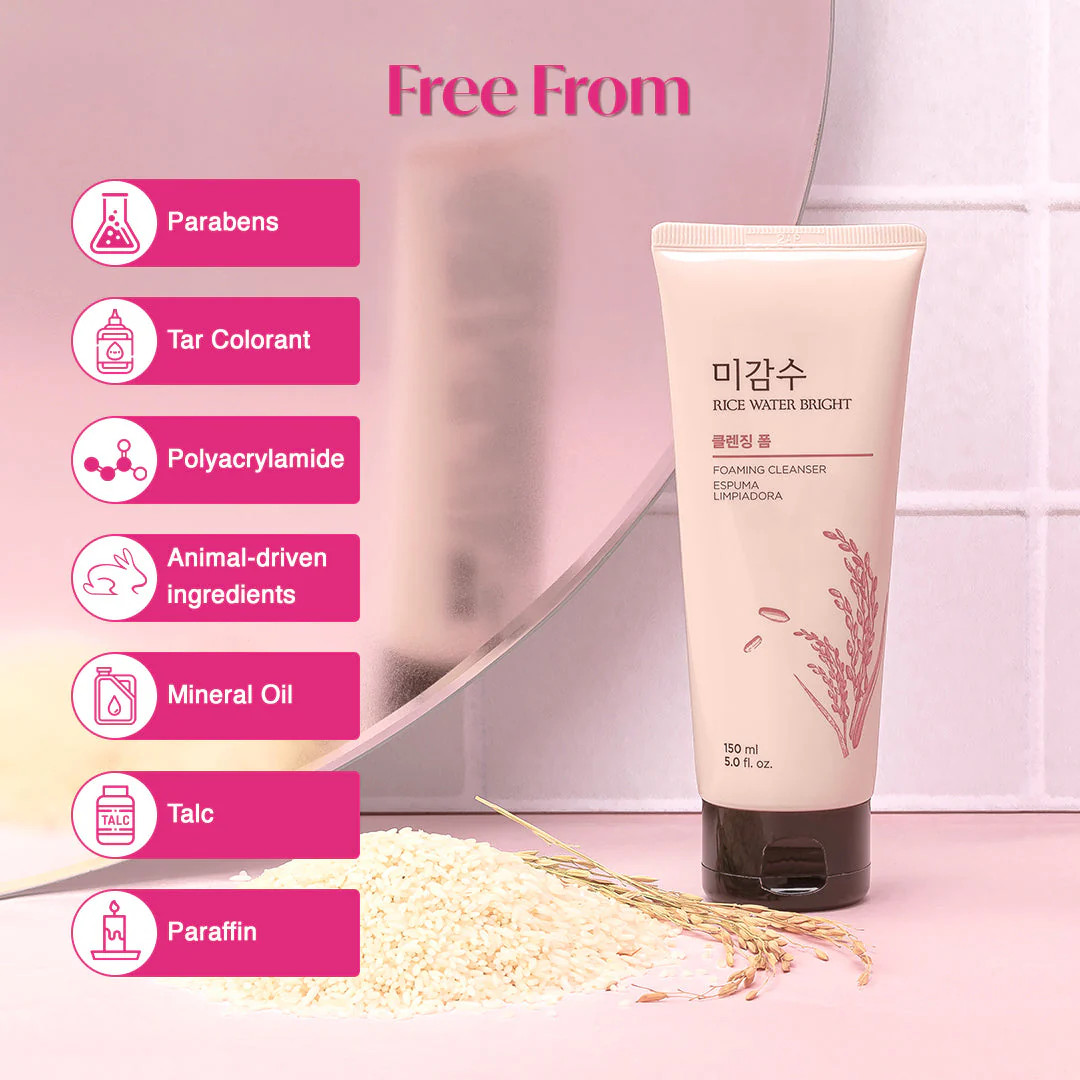 Free From
Parabens
Tar Colorant
Polyacrylamide
Animal-driven
ingredients
Mineral Oil
TALC
Talc
Paraffin
미감수
RICE WATER BRIGHT
클렌징 폼
FOAMING CLEANSER
ESPUMA
LIMPIADORA
150 ml
5.0 fl. oz.